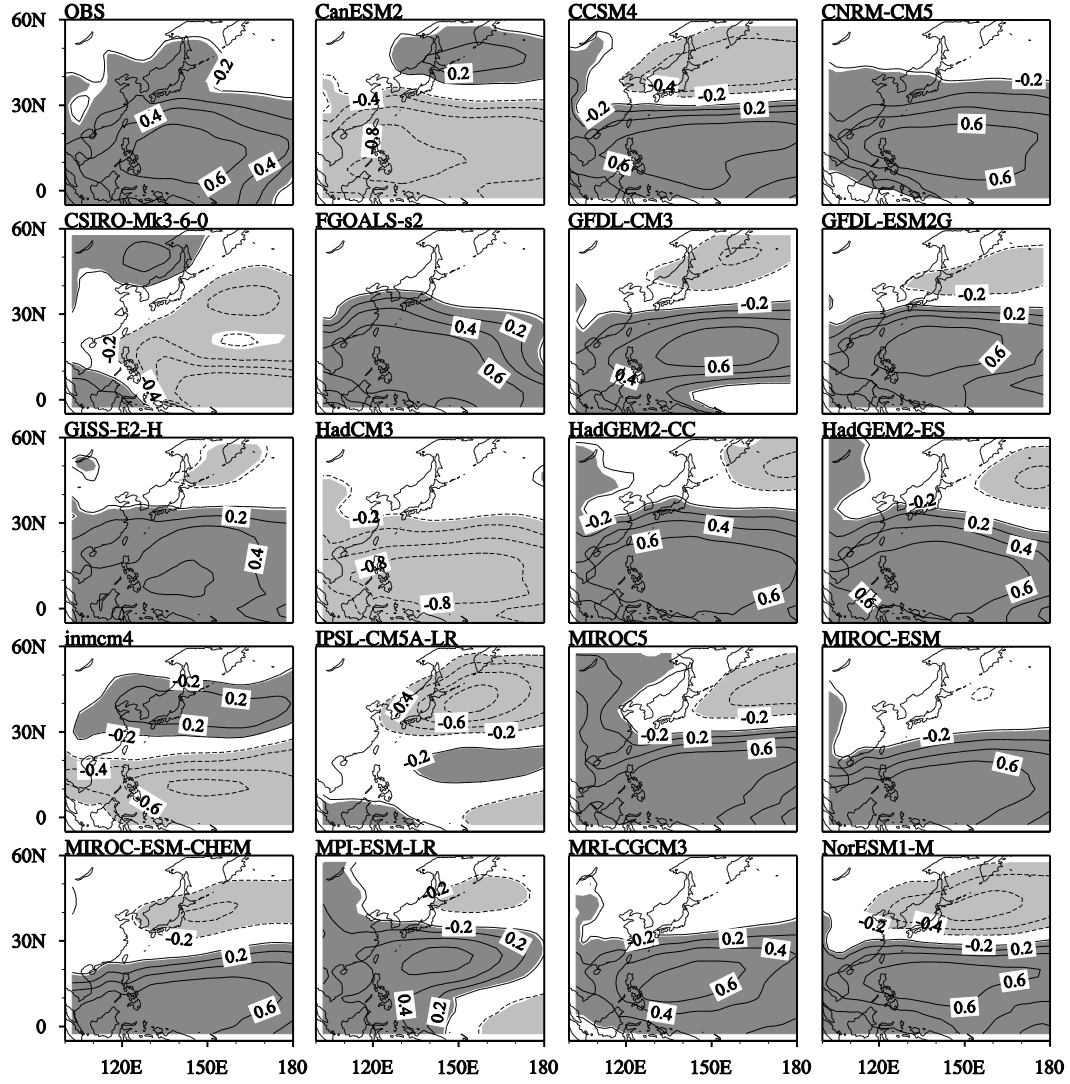 OBS CanESM2 CCSM4 CNRM-CM5
60N
-0.2 0.2 -0.4 -0.2
-0.4 -0.2 0.2
30N
0.4 -0.2 0.6
-0.8
0.4 0.6
0.6 0.6
0
CSIRO-Mk3-6-0 FGOALS-s2 GFDL-CM3 GFDL-ESM2G
60N
-0.2 -0.2
30N
0.4 0.2 0.2
-0.2 0.6 0.6 0.6
-0.4 0.4
0
GISS-E2-H HadCM3 HadGEM2-CC HadGEM2-ES
60N
-0.2
30N
0.2 -0.2 -0.2 0.4 0.2
0.4 0.6 0.4
-0.8 -0.8 0.6 0.6 0.6
0
inmcm4 IPSL-CM5A-LR MIROC5 MIROC-ESM
60N
-0.2 0.2 -0.4
0.2 -0.6 -0.2
30N
-0.2 -0.2 -0.2 0.2 -0.2
-0.4 -0.2 0.6 0.6
-0.6
0
MIROC-ESM-CHEM MPI-ESM-LR MRI-CGCM3 NorESM1-M
60N
-0.2 -0.2 -0.4
-0.2 -0.2 0.2 -0.2 0.2
30N
0.2 0.4 -0.2 0.2
0.6 0.6
0.6 0.4 0.2 0.4 0.6
0
120E 150E 180 120E 150E 180 120E 150E 180 120E 150E 180